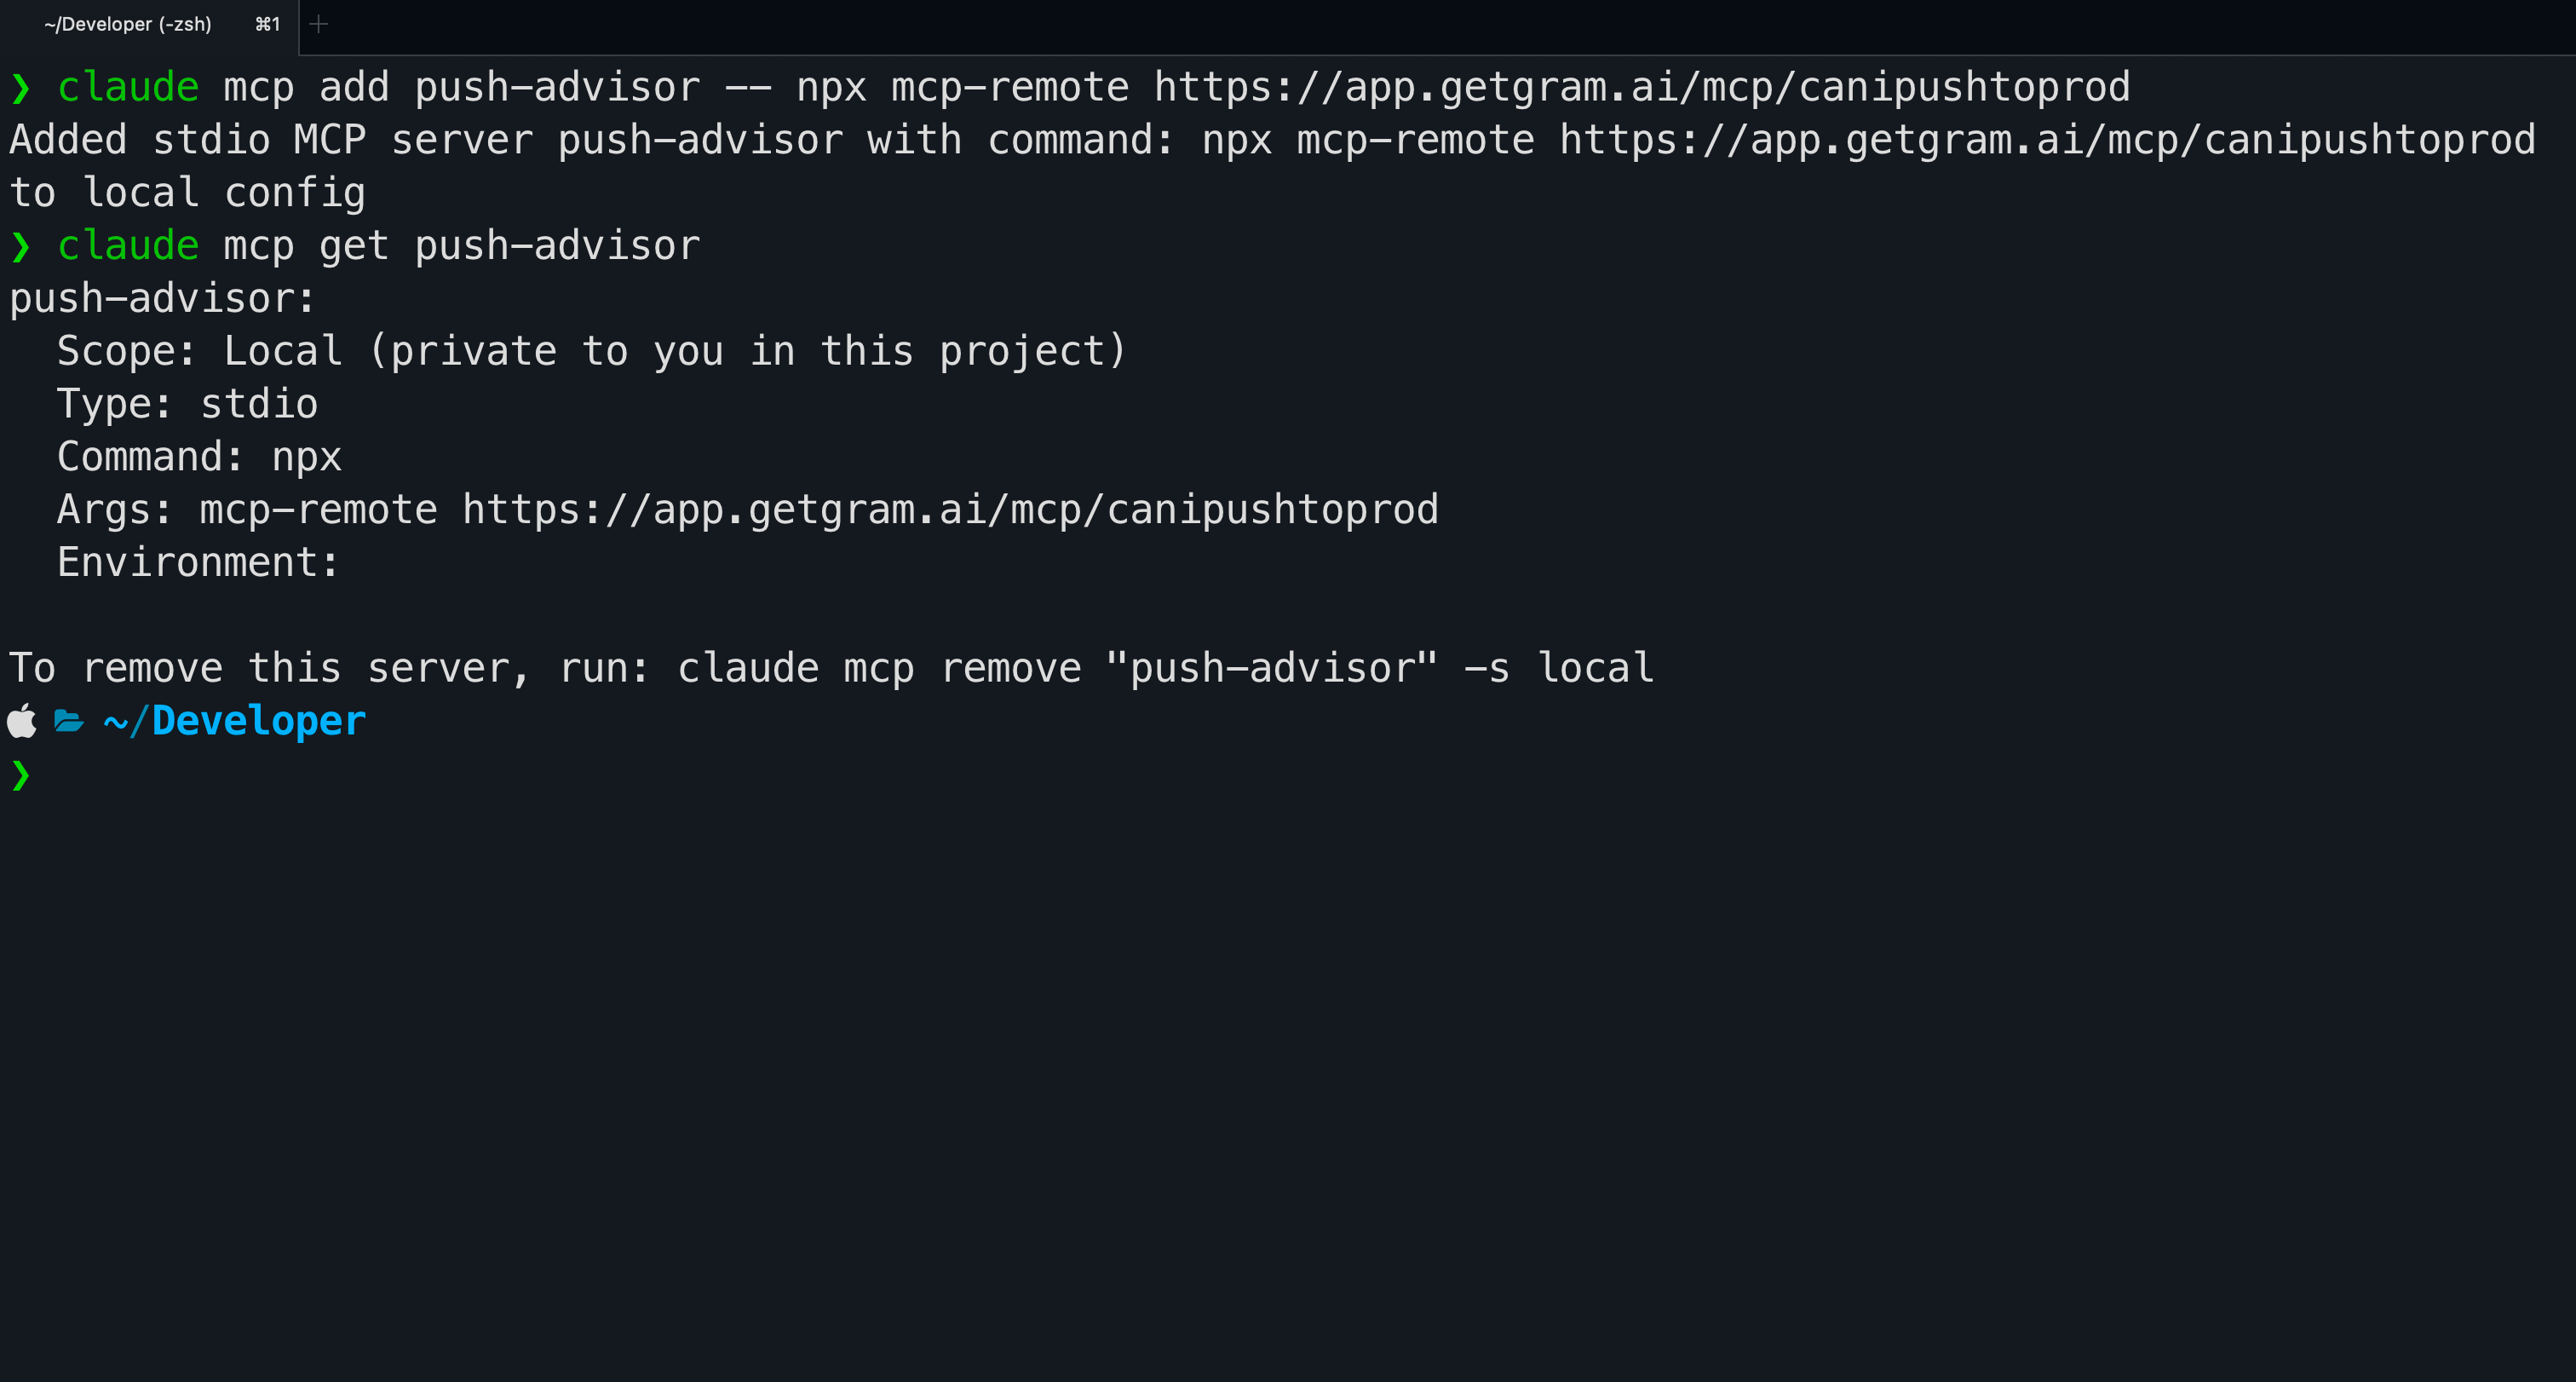 ~/Developer (-zsh) ⌘1 +
❯ claude mcp add push-advisor -- npx mcp-remote https://app.getgram.ai/mcp/canipushtoprod
Added stdio MCP server push-advisor with command: npx mcp-remote https://app.getgram.ai/mcp/canipushtoprod
to local config
❯ claude mcp get push-advisor
push-advisor:
  Scope: Local (private to you in this project)
  Type: stdio
  Command: npx
  Args: mcp-remote https://app.getgram.ai/mcp/canipushtoprod
  Environment:

To remove this server, run: claude mcp remove "push-advisor" -s local
~/Developer
❯